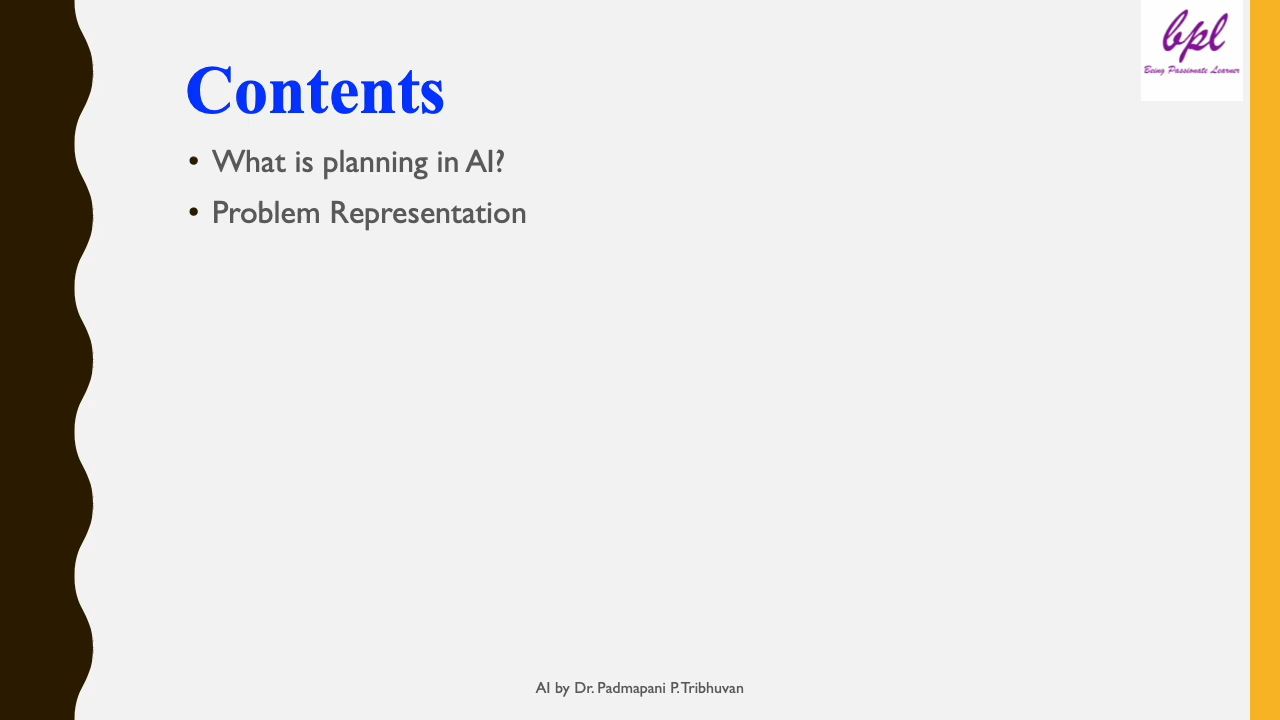 bpl
Being Passionate Learner
Contents
• What is planning in AI?
• Problem Representation
AI by Dr. Padmapani P. Tribhuvan